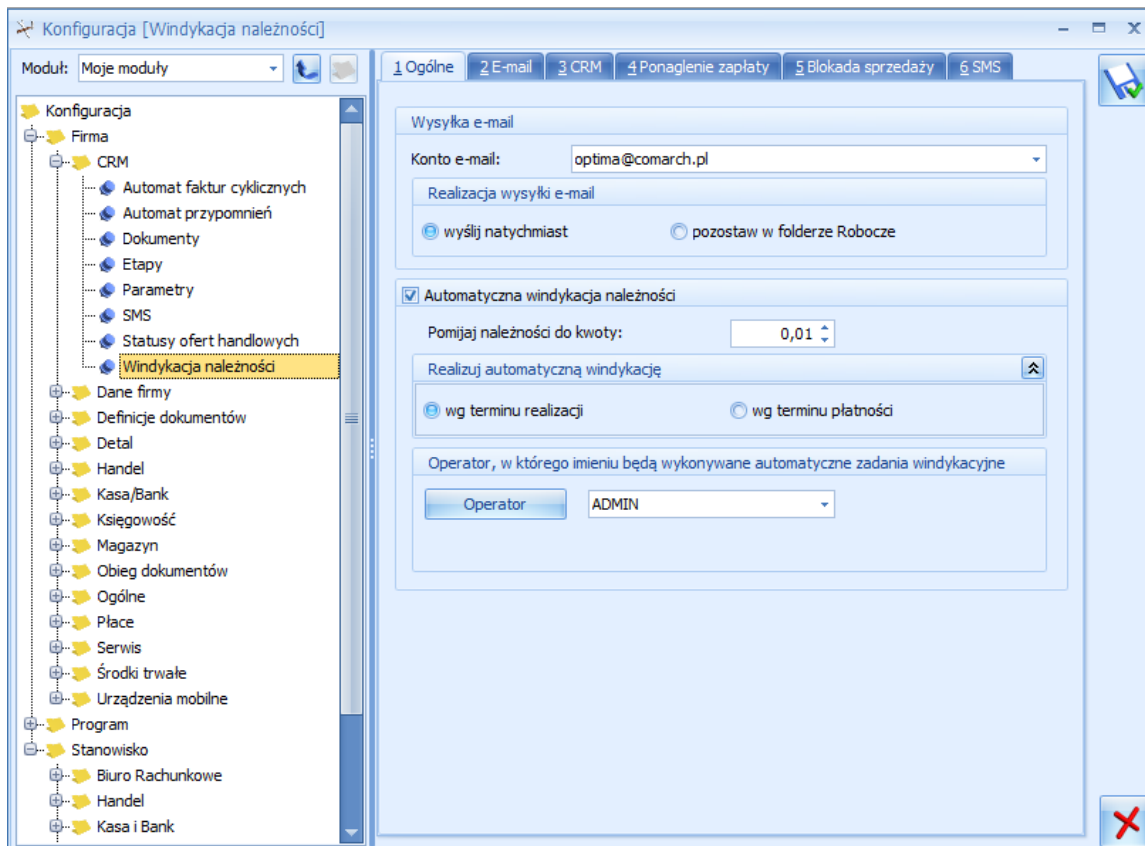 Konfiguracja [Windykacja należności]
Moduł: Moje moduły
Konfiguracja
Firma
CRM
Automat faktur cyklicznych
Automat przypomnień
Dokumenty
Etapy
Parametry
SMS
Statusy ofert handlowych
Windykacja należności
Dane firmy
Definicje dokumentów
Detal
Handel
Kasa/Bank
Księgowość
Magazyn
Obieg dokumentów
Ogólne
Płace
Serwis
Środki trwałe
Urządzenia mobilne
Program
Stanowisko
Biuro Rachunkowe
Handel
Kasa i Bank
1 Ogólne 2 E-mail 3 CRM 4 Ponaglenie zapłaty 5 Blokada sprzedaży 6 SMS
Wysyłka e-mail
Konto e-mail: optima@comarch.pl
Realizacja wysyłki e-mail
wyślij natychmiast pozostaw w folderze Robocze
Automatyczna windykacja należności
Pomijaj należności do kwoty: 0,01
Realizuj automatyczną windykację
wg terminu realizacji wg terminu płatności
Operator, w którego imieniu będą wykonywane automatyczne zadania windykacyjne
Operator ADMIN